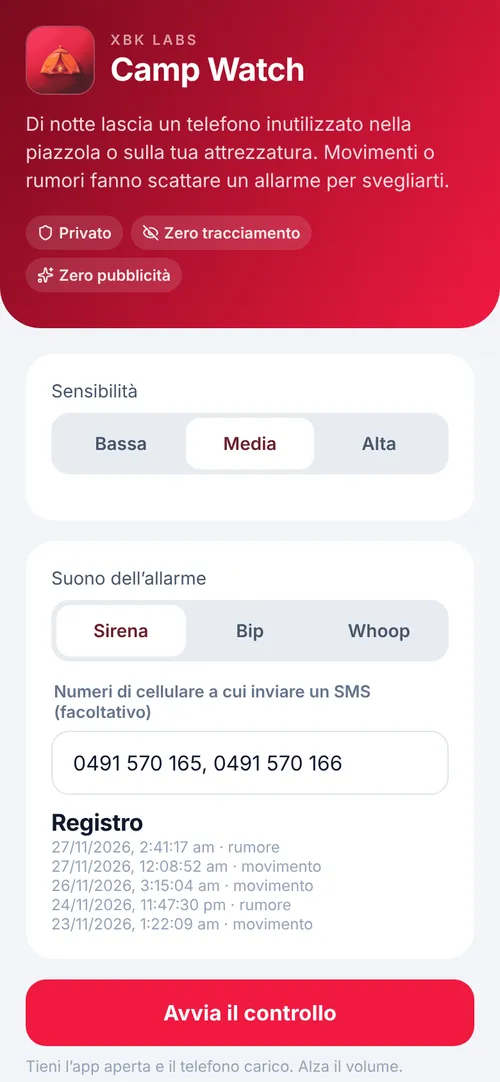 XBK LABS
Camp Watch
Di notte lascia un telefono inutilizzato nella
piazzola o sulla tua attrezzatura. Movimenti o
rumori fanno scattare un allarme per svegliarti.
Privato
Zero tracciamento
Zero pubblicità
Sensibilità
Bassa
Media
Alta
Suono dell’allarme
Sirena
Bip
Whoop
Numeri di cellulare a cui inviare un SMS
(facoltativo)
0491 570 165, 0491 570 166
Registro
27/11/2026, 2:41:17 am · rumore
27/11/2026, 12:08:52 am · movimento
26/11/2026, 3:15:04 am · movimento
24/11/2026, 11:47:30 pm · rumore
23/11/2026, 1:22:09 am · movimento
Avvia il controllo
Tieni l’app aperta e il telefono carico. Alza il volume.